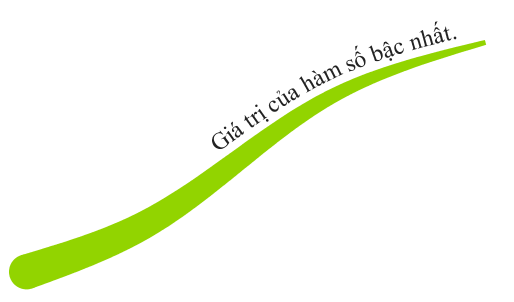 Giá trị của hàm số bậc nhất.